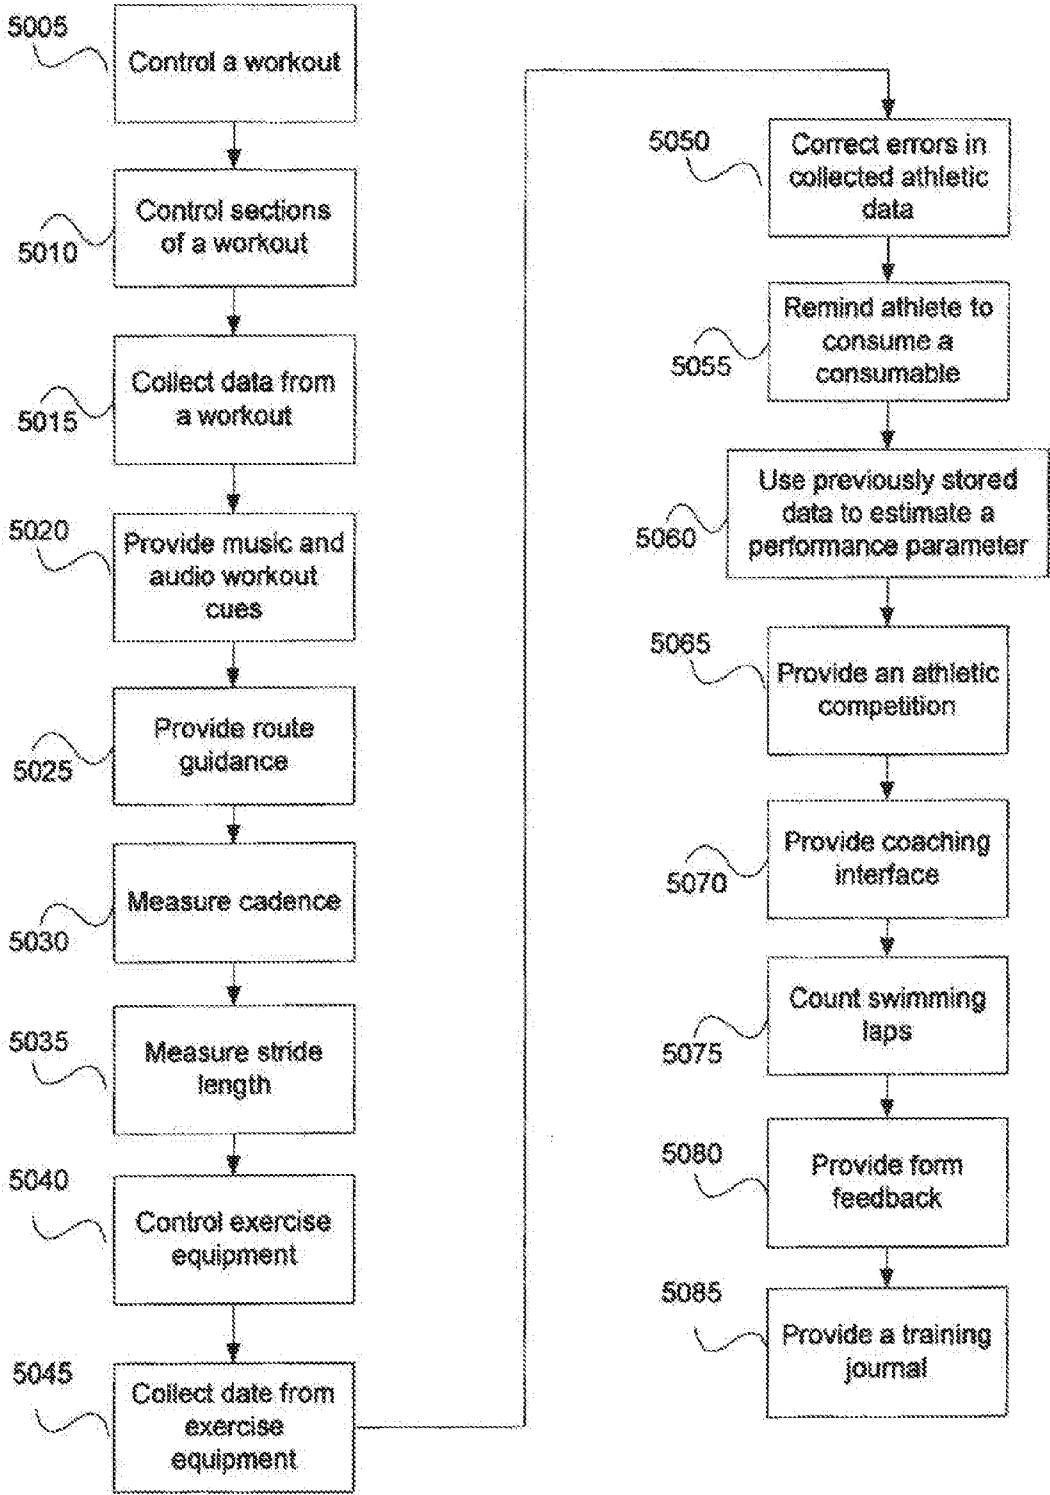 5005
Control a workout
Control sections
of a workout
5010
Collect data from
a workout
5015
5020
Provide music and
audio workout
cues
Provide route
guidance
5025
Measure cadence
5030
5035
Measure stride
length
5040
Control exercise
equipment
5045
Collect date from
exercise
equipment
5050
Correct errors in
collected athletic
data
Remind athlete to
consume a
consumable
5055
Use previously stored
data to estimate a
performance parameter
5060
5065
Provide an athletic
competition
Provide coaching
interface
5070
Count swimming
laps
5075
5080
Provide form
feedback
5085
Provide a training
journal